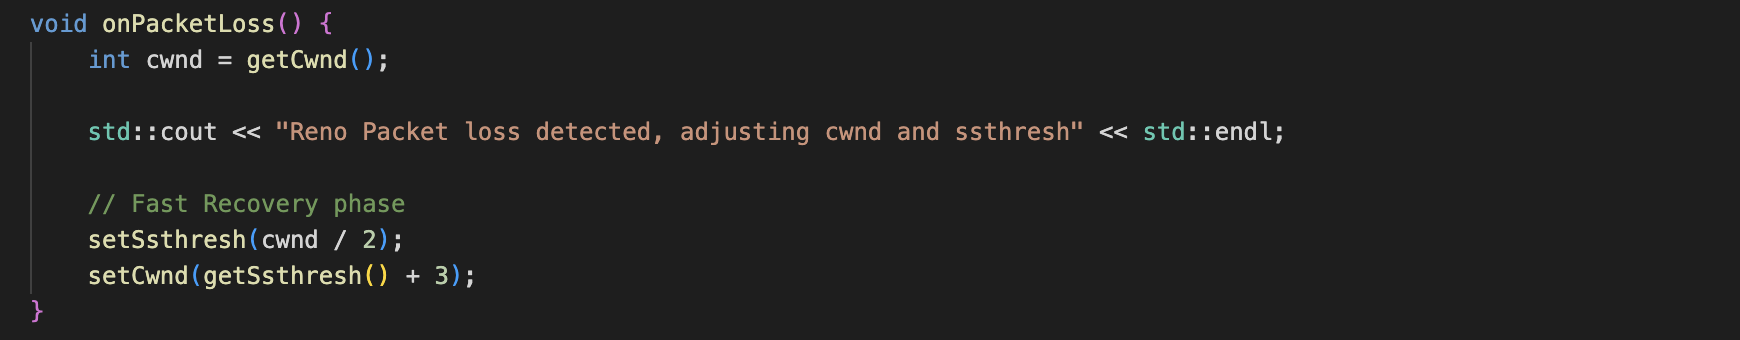 void onPacketLoss() {
    int cwnd = getCwnd();
    std::cout << "Reno Packet loss detected, adjusting cwnd and ssthresh" << std::endl;
    // Fast Recovery phase
    setSsthresh(cwnd / 2);
    setCwnd(getSsthresh() + 3);
}